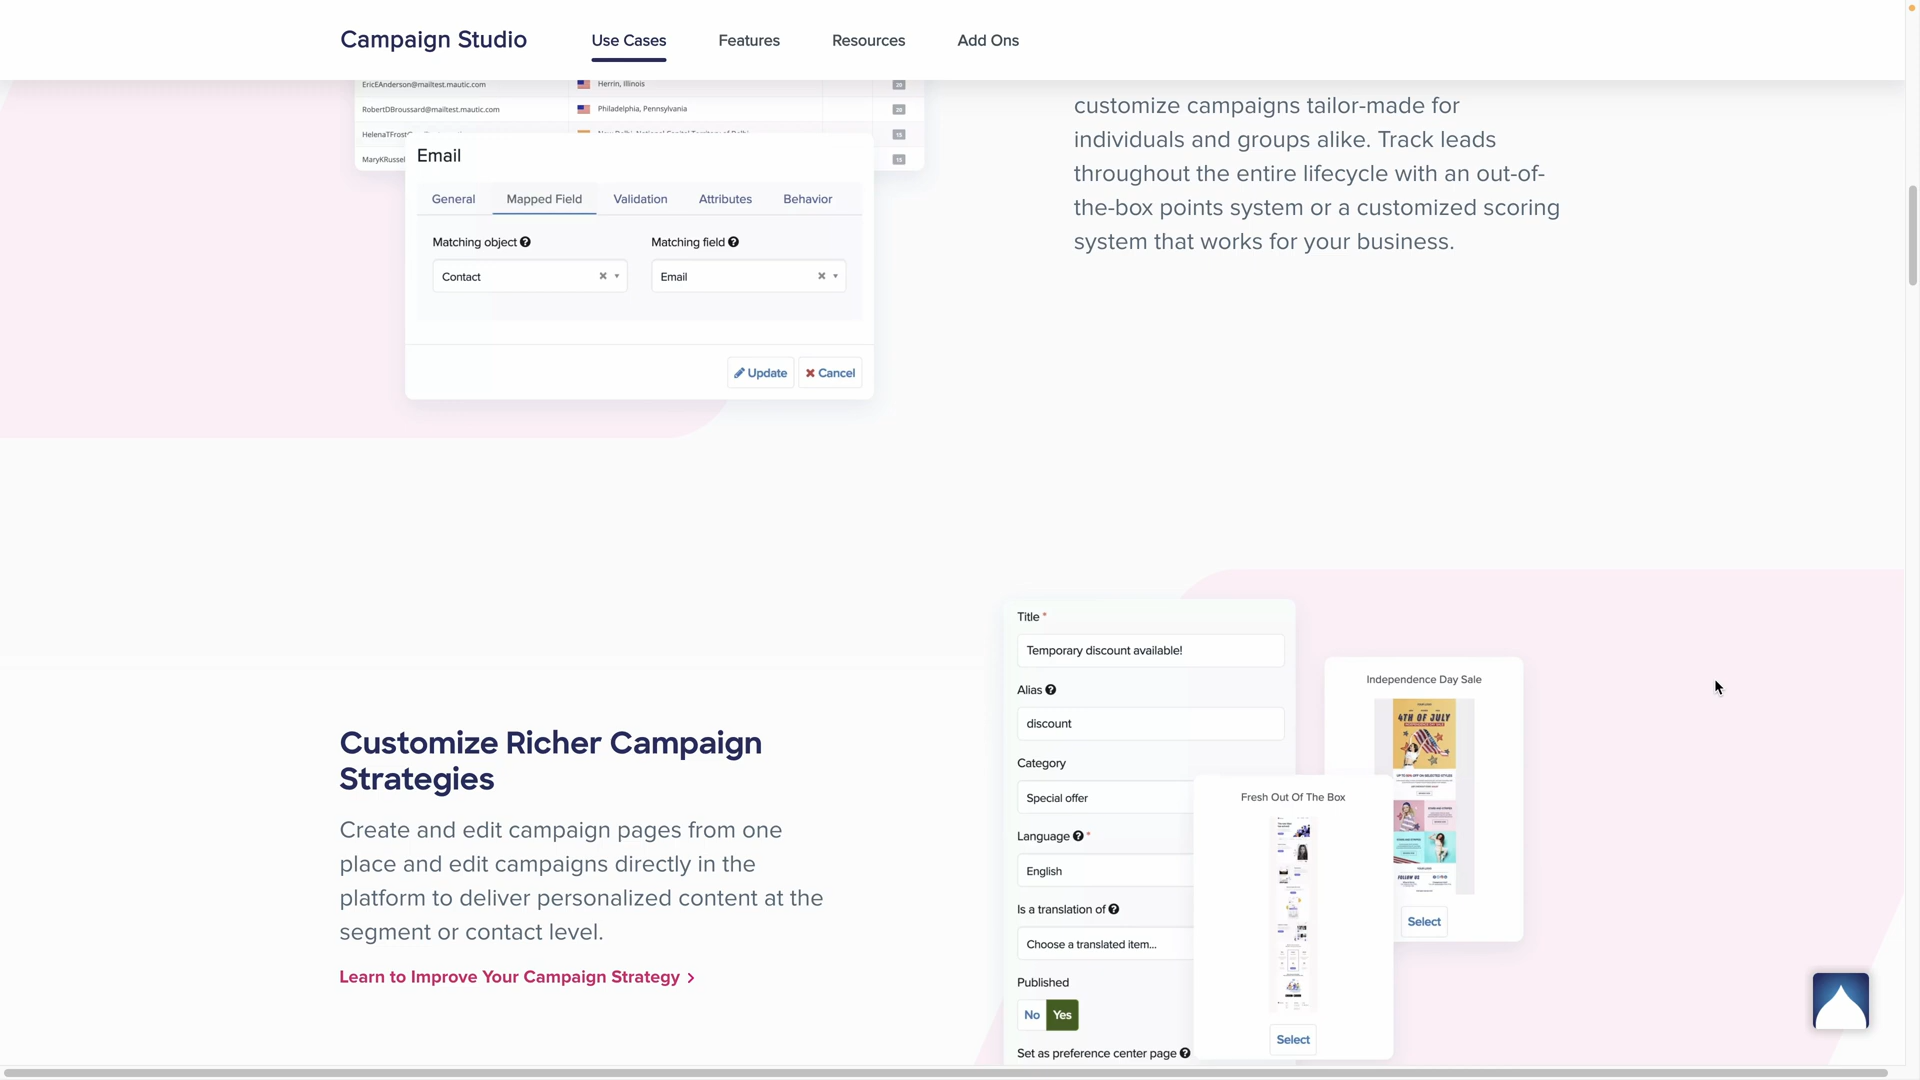 Campaign Studio
Use Cases
Features
Resources
Add Ons
EricEAnderson@mailtest.mautic.com
Herrin, Illinois
20
RobertDBroussard@mailtest.mautic.com
Philadelphia, Pennsylvania
20
15
15
Email
General
Mapped Field
Validation
Attributes
Behavior
Matching object
Matching field
Contact
Email
Update
Cancel
customize campaigns tailor-made for
individuals and groups alike. Track leads
throughout the entire lifecycle with an out-of-
the-box points system or a customized scoring
system that works for your business.
Customize Richer Campaign
Strategies
Create and edit campaign pages from one
place and edit campaigns directly in the
platform to deliver personalized content at the
segment or contact level.
Learn to Improve Your Campaign Strategy
Title *
Temporary discount available!
Alias
discount
Category
Special offer
Language *
English
Is a translation of
Choose a translated item...
Published
No
Yes
Set as preference center page
Independence Day Sale
4TH OF JULY
FOLLOW US
Select
Fresh Out Of The Box
Select